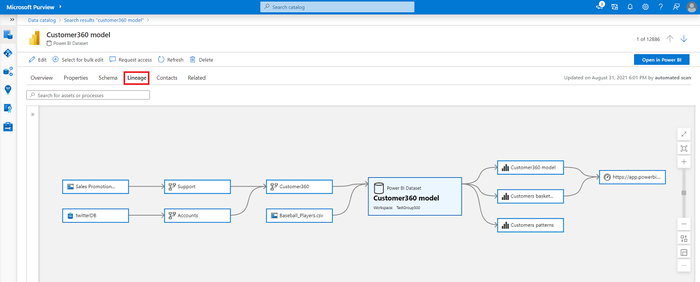 Microsoft Purview
Search catalog
Data catalog > Search results "customer360 model"
Customer360 model
Power BI Dataset
1 of 12886
Edit
Select for bulk edit
Request access
Refresh
Delete
Open in Power BI
Overview
Properties
Schema
Lineage
Contacts
Related
Updated on August 31, 2021 6:01 PM by automated scan
Search for assets or processes
Sales Promotion...
Support
Customer360
twitterDB
Accounts
Baseball_Players.csv
Power BI Dataset
Customer360 model
Workspace: TestGroup500
Customer360 model
Customers basket...
Customers patterns
https://app.powerbi...